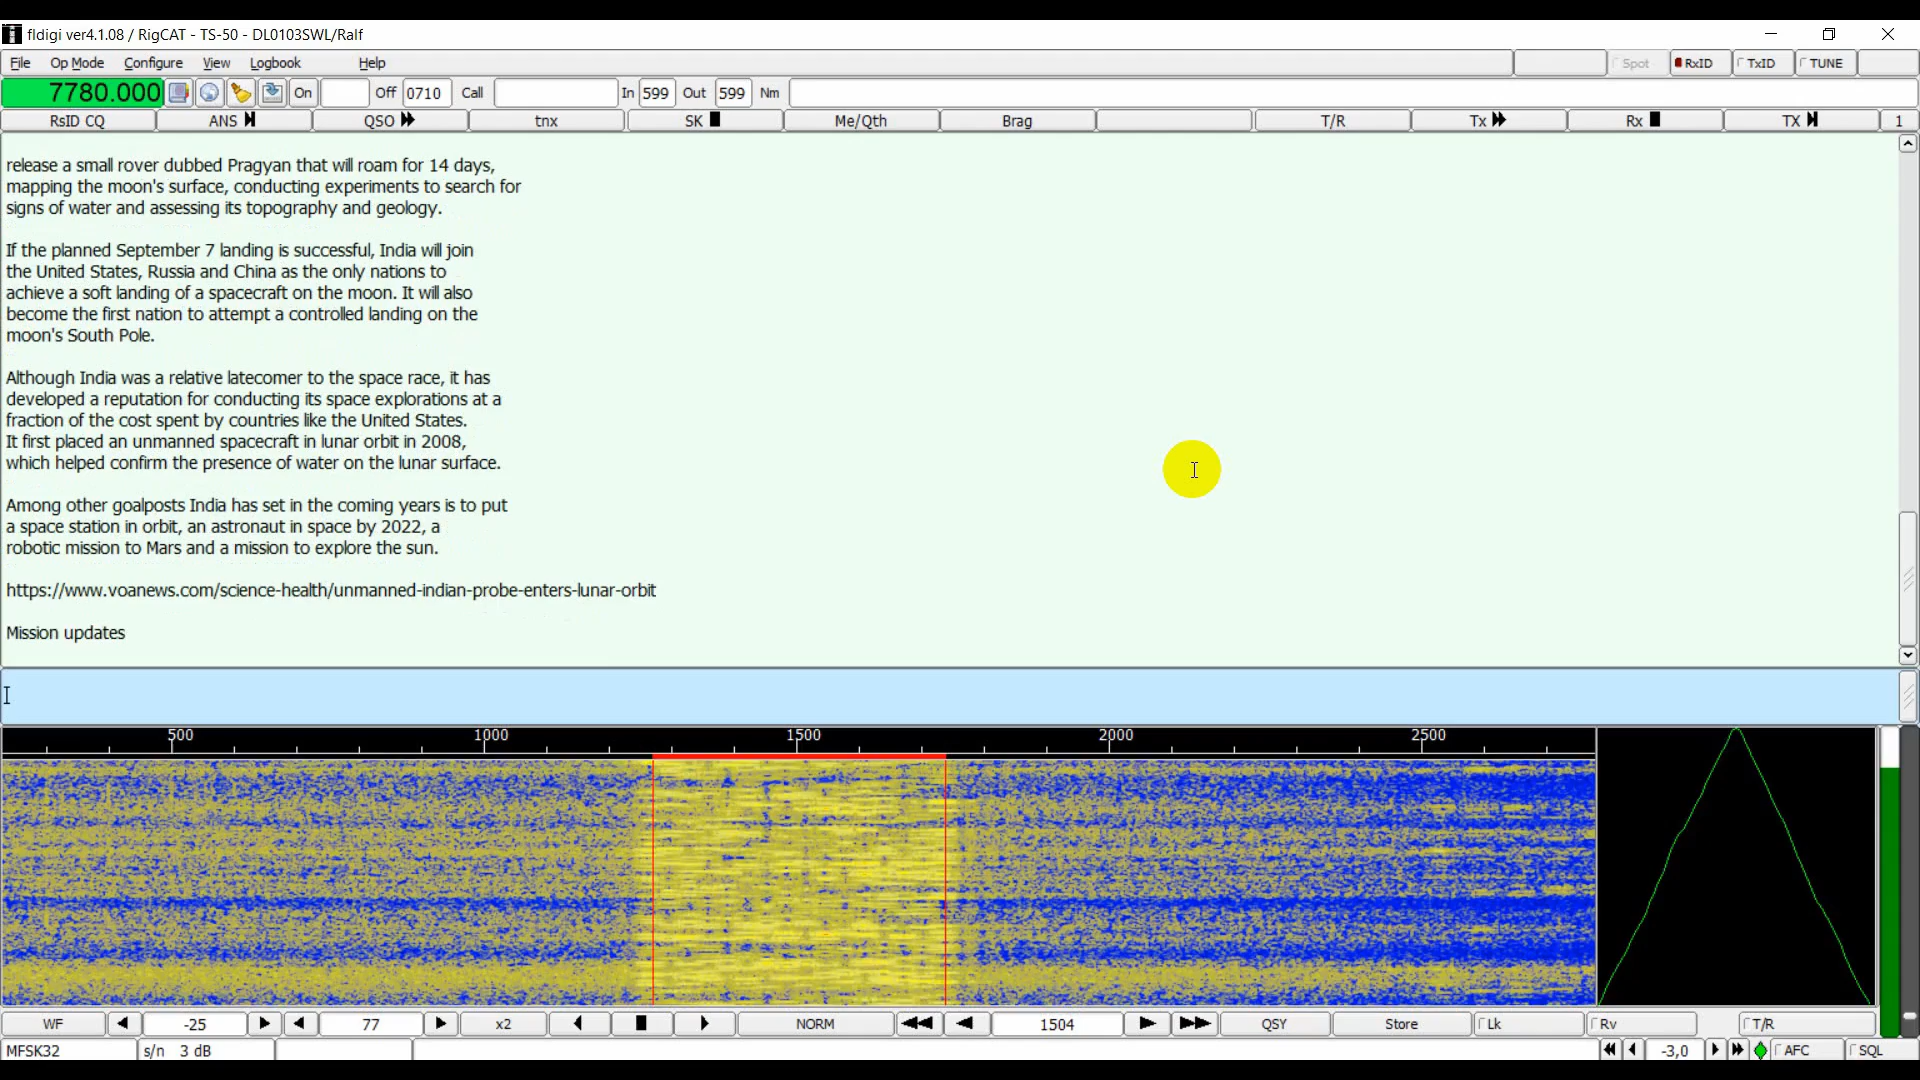 fldigi ver4.1.08 / RigCAT - TS-50 - DL0103SWL/Ralf
File Op Mode Configure View Logbook Help Spot RxID TxID TUNE
7780.000 On Off 0710 Call In 599 Out 599 Nm
RsID CQ ANS QSO tnx SK Me/Qth Brag T/R Tx Rx TX 1
release a small rover dubbed Pragyan that will roam for 14 days,
mapping the moon's surface, conducting experiments to search for
signs of water and assessing its topography and geology.
If the planned September 7 landing is successful, India will join
the United States, Russia and China as the only nations to
achieve a soft landing of a spacecraft on the moon. It will also
become the first nation to attempt a controlled landing on the
moon's South Pole.
Although India was a relative latecomer to the space race, it has
developed a reputation for conducting its space explorations at a
fraction of the cost spent by countries like the United States.
It first placed an unmanned spacecraft in lunar orbit in 2008,
which helped confirm the presence of water on the lunar surface.
Among other goalposts India has set in the coming years is to put
a space station in orbit, an astronaut in space by 2022, a
robotic mission to Mars and a mission to explore the sun.
https://www.voanews.com/science-health/unmanned-indian-probe-enters-lunar-orbit
Mission updates
500 1000 1500 2000 2500
WF -25 77 x2 NORM 1504 QSY Store Lk Rv T/R
MFSK32 s/n 3 dB -3,0 AFC SQL